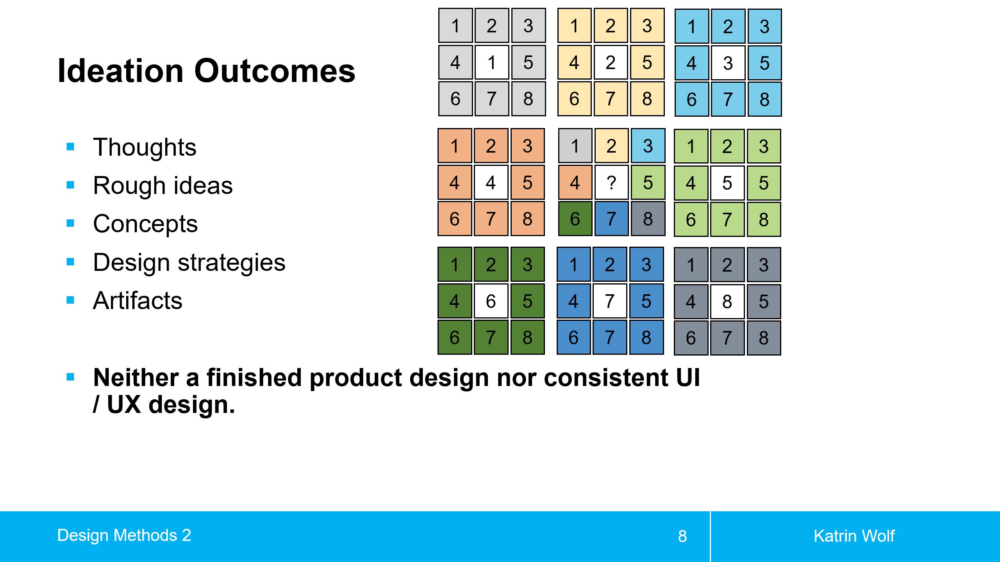 Ideation Outcomes
Thoughts
Rough ideas
Concepts
Design strategies
Artifacts
Neither a finished product design nor consistent UI
/ UX design.
1 2 3 1 2 3 1 2 3
4 1 5 4 2 5 4 3 5
6 7 8 6 7 8 6 7 8
1 2 3 1 2 3 1 2 3
4 4 5 4 ? 5 4 5 5
6 7 8 6 7 8 6 7 8
1 2 3 1 2 3 1 2 3
4 6 5 4 7 5 4 8 5
6 7 8 6 7 8 6 7 8
Design Methods 2
8
Katrin Wolf